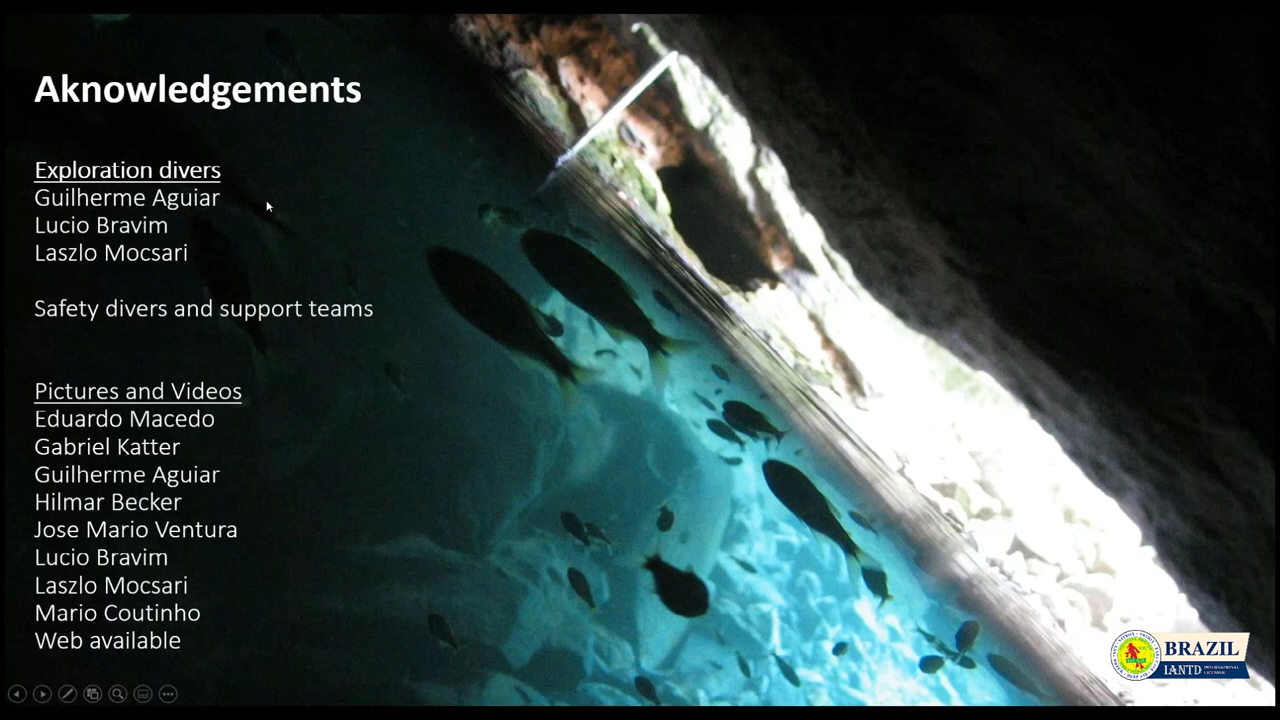 Aknowledgements
Exploration divers
Guilherme Aguiar
Lucio Bravim
Laszlo Mocsari
Safety divers and support teams
Pictures and Videos
Eduardo Macedo
Gabriel Katter
Guilherme Aguiar
Hilmar Becker
Jose Mario Ventura
Lucio Bravim
Laszlo Mocsari
Mario Coutinho
Web available
BRAZIL
IANTD INTERNATIONAL
LICENSEE